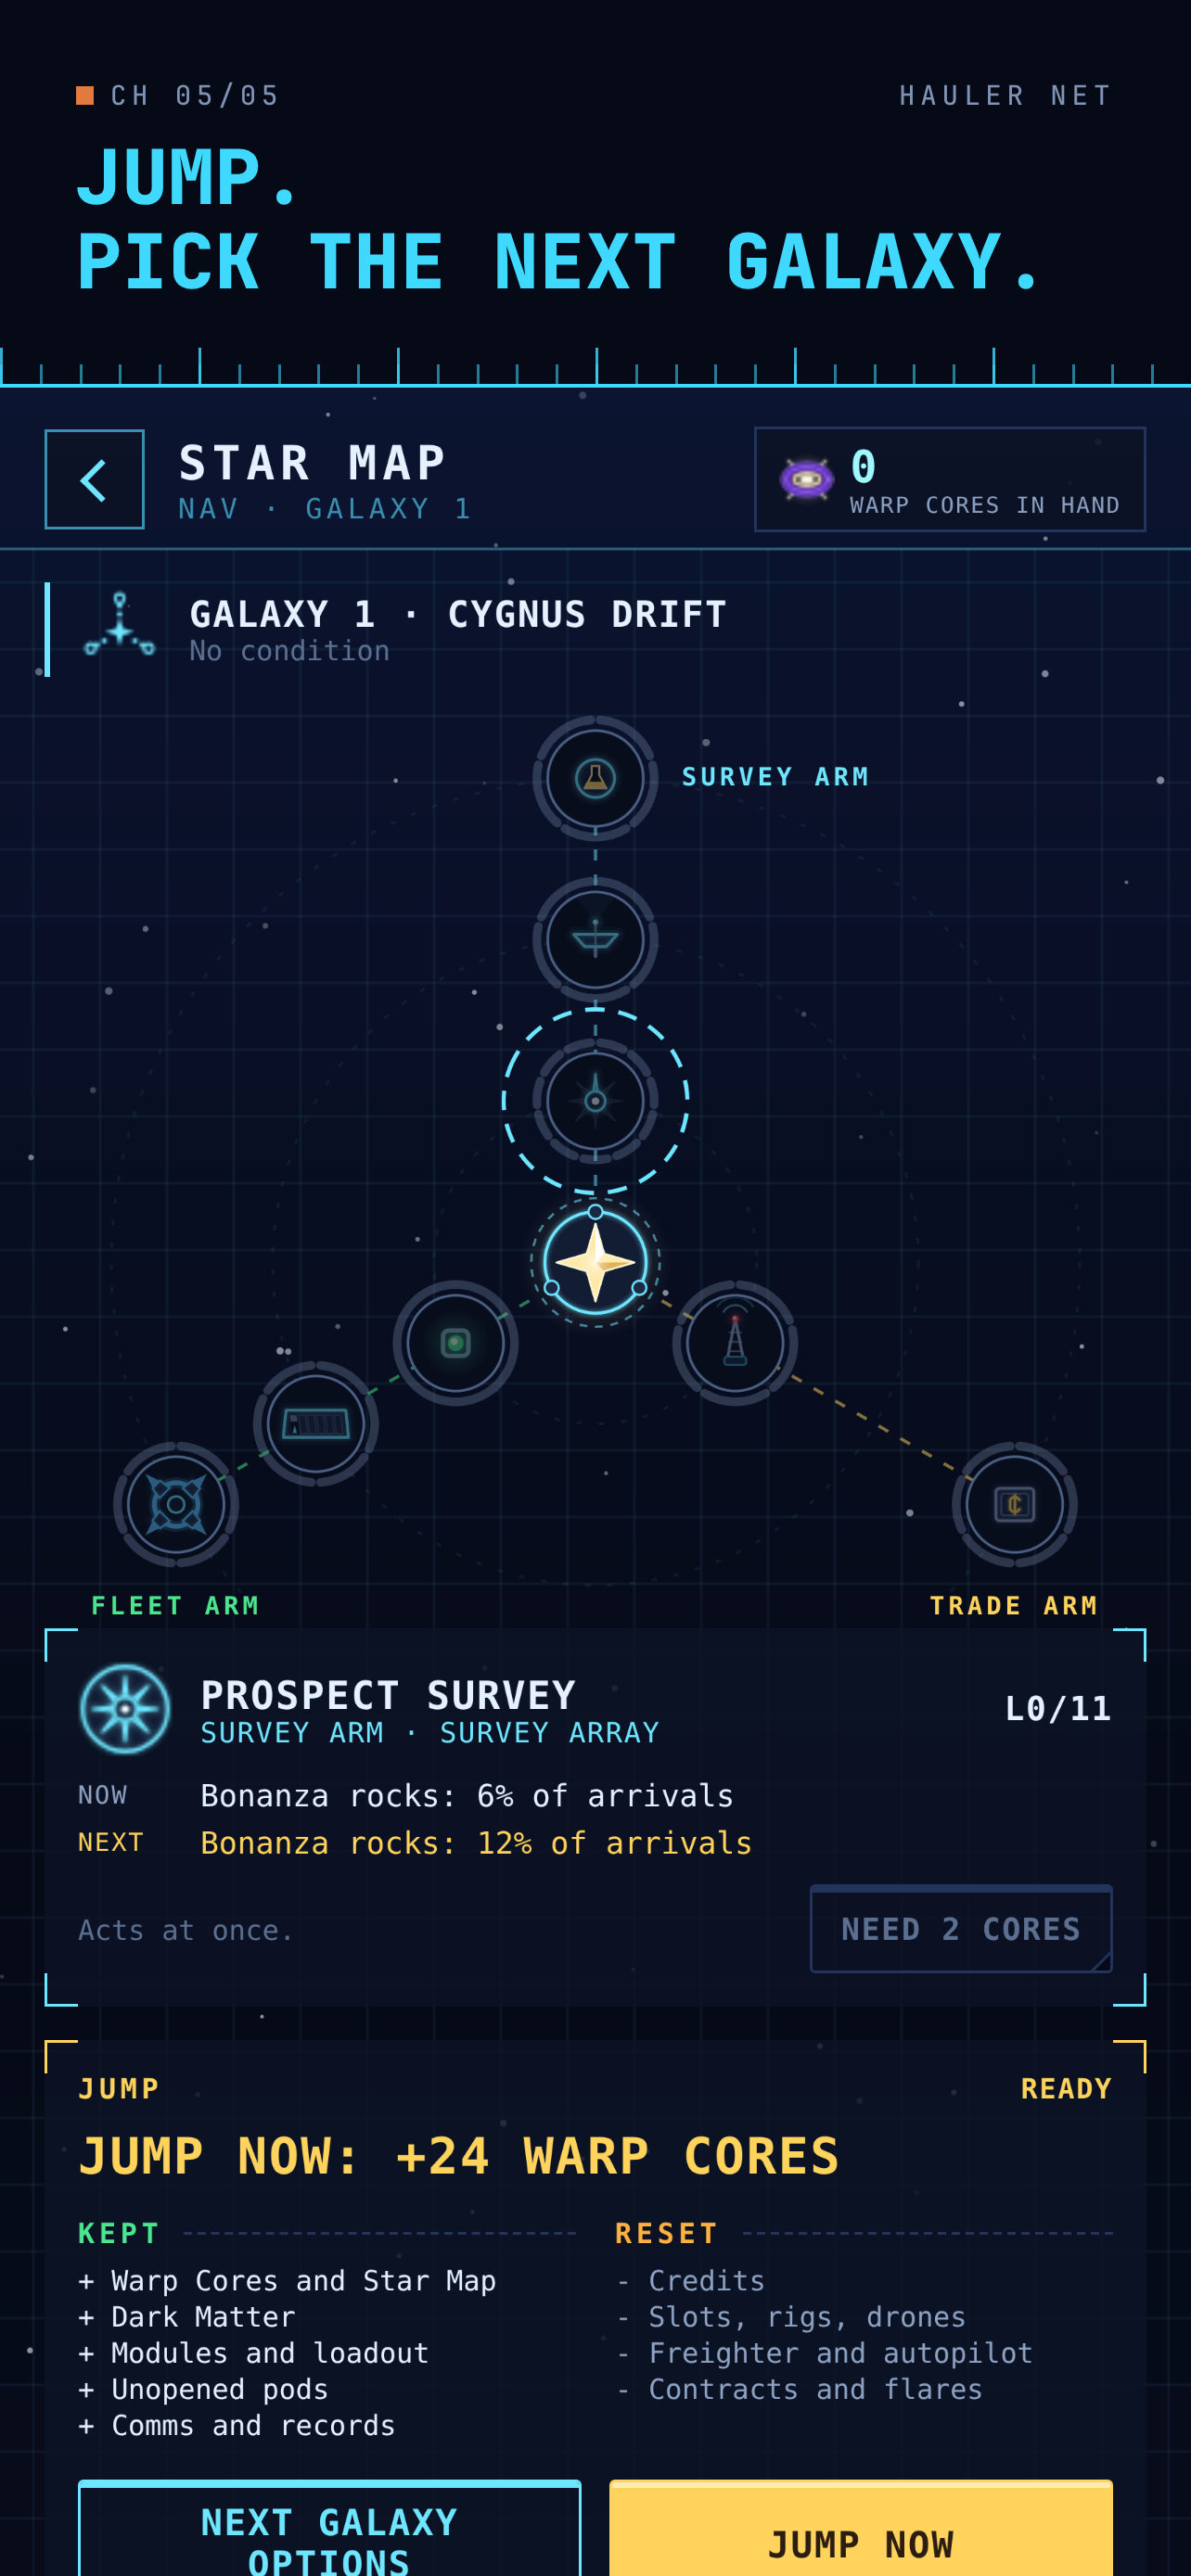 CH 05/05
HAULER NET
JUMP.
PICK THE NEXT GALAXY.
STAR MAP
NAV · GALAXY 1
0
WARP CORES IN HAND
GALAXY 1 · CYGNUS DRIFT
No condition
SURVEY ARM
FLEET ARM
TRADE ARM
PROSPECT SURVEY
SURVEY ARM · SURVEY ARRAY
L0/11
NOW
Bonanza rocks: 6% of arrivals
NEXT
Bonanza rocks: 12% of arrivals
Acts at once.
NEED 2 CORES
JUMP
READY
JUMP NOW: +24 WARP CORES
KEPT
+ Warp Cores and Star Map
+ Dark Matter
+ Modules and loadout
+ Unopened pods
+ Comms and records
RESET
- Credits
- Slots, rigs, drones
- Freighter and autopilot
- Contracts and flares
NEXT GALAXY
OPTIONS
JUMP NOW